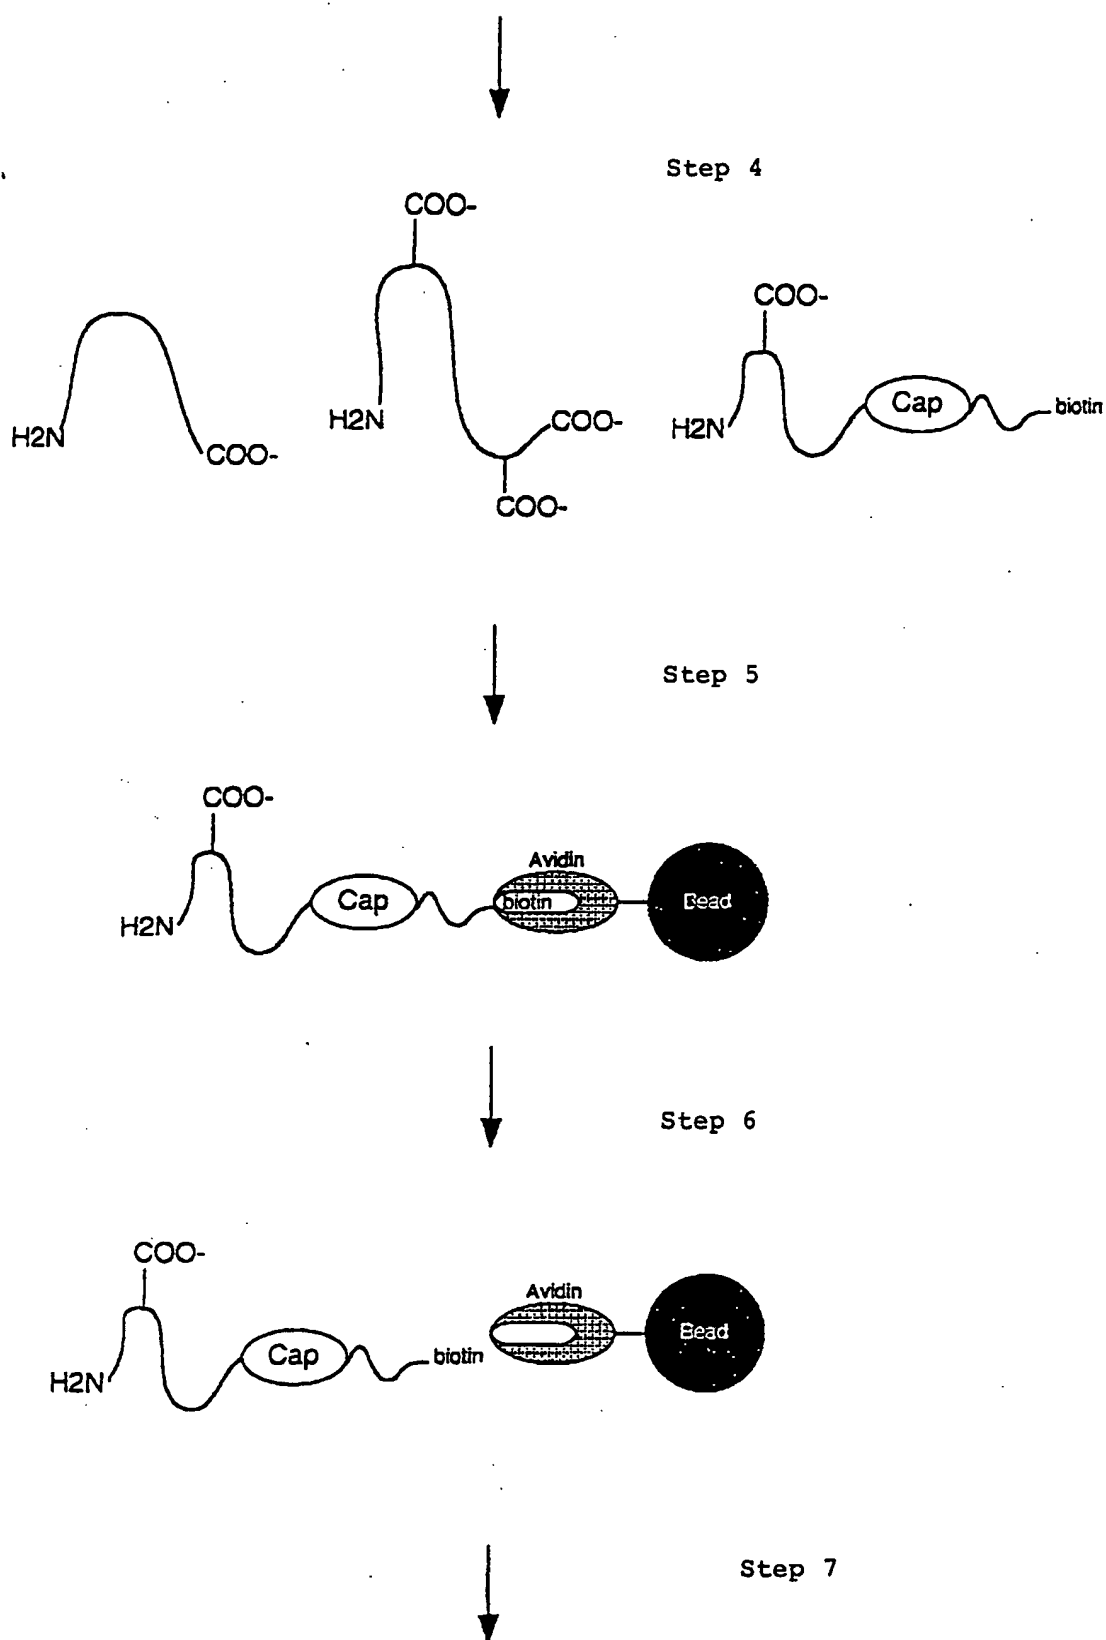 Step 4
COO-
COO-
Cap
biotin
H2N
COO-
H2N
H2N
COO-
COO-
Step 5
COO-
Avidin
Cap
biotin
Bead
H2N
Step 6
COO-
Avidin
Bead
Cap
biotin
H2N
Step 7